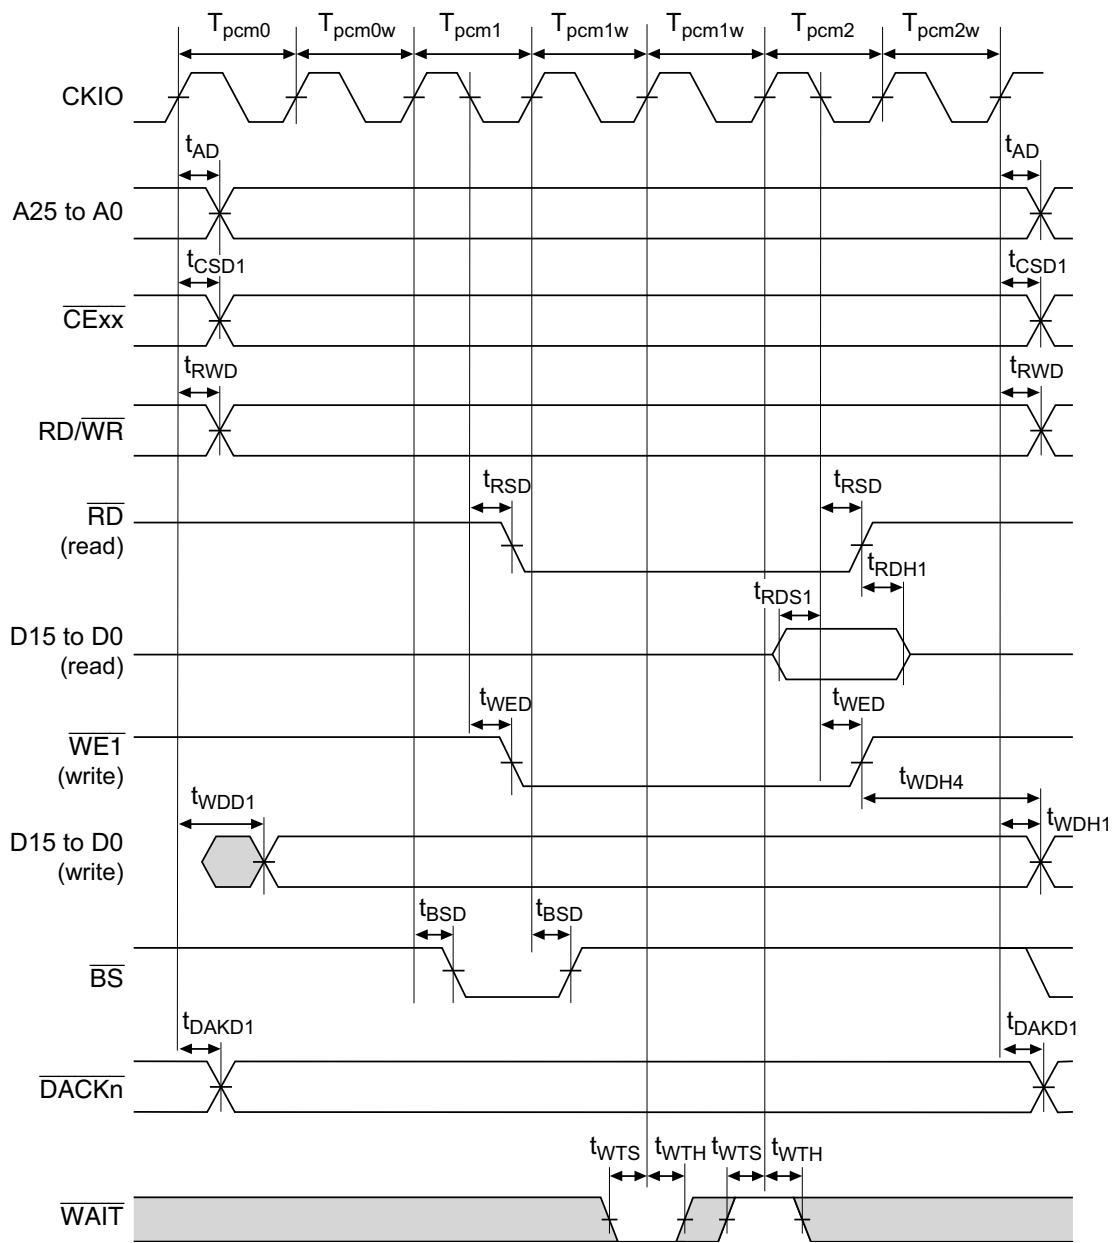 Tpcm0 Tpcm0w Tpcm1 Tpcm1w Tpcm1w Tpcm2 Tpcm2w
CKIO
tAD tAD
A25 to A0
tCSD1 tCSD1
CExx
tRWD tRWD
RD/WR
tRSD tRSD
RD
(read)
tRDH1
tRDS1
D15 to D0
(read)
tWED tWED
WE1
(write)
tWDH4
tWDD1
tWDH1
D15 to D0
(write)
tBSD tBSD
BS
tDAKD1 tDAKD1
DACKn
tWTS tWTH tWTS tWTH
WAIT